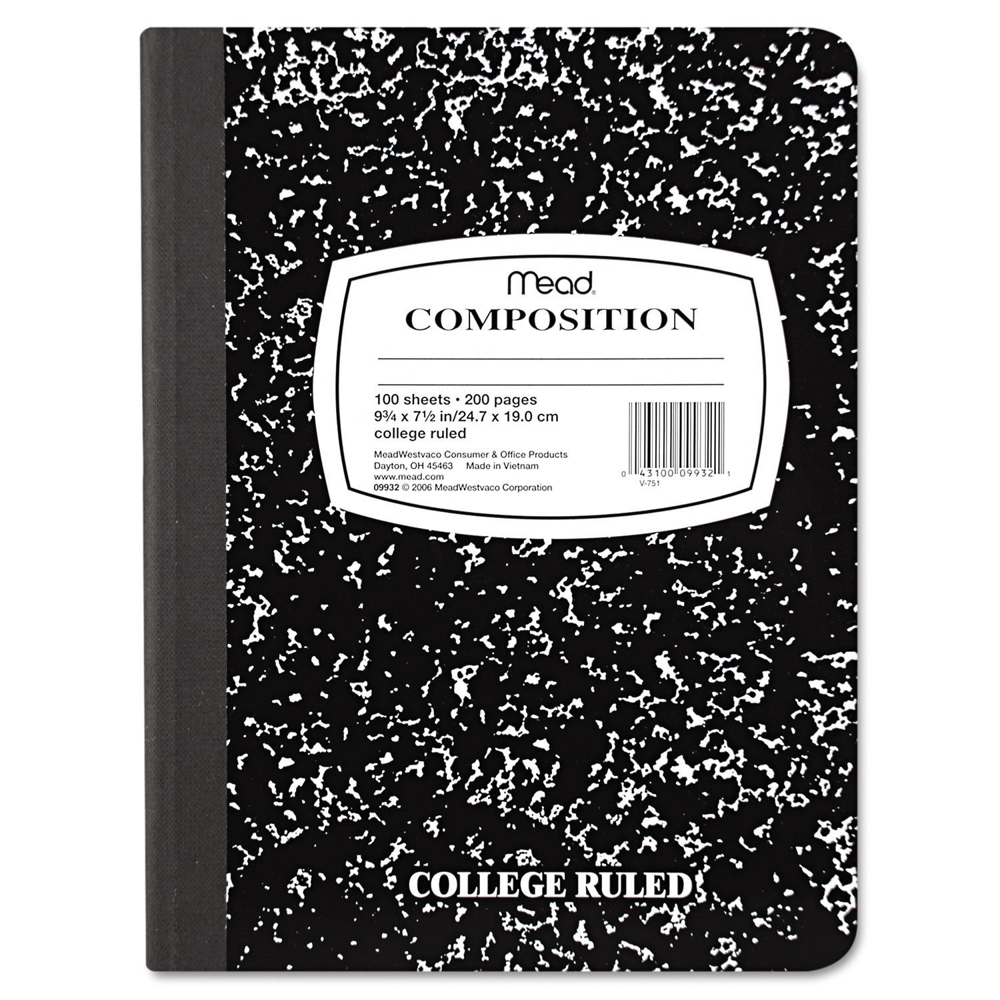 Mead®
COMPOSITION
100 sheets • 200 pages
9¾ x 7½ in/24.7 x 19.0 cm
college ruled
MeadWestvaco Consumer & Office Products
Dayton, OH 45463 Made in Vietnam
www.mead.com
09932 © 2006 MeadWestvaco Corporation
0 43100 09932 1
V-751
COLLEGE RULED